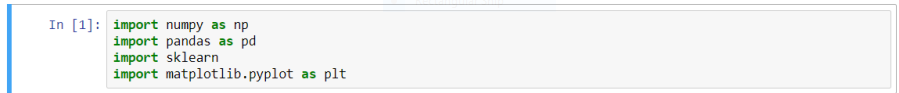 In [1]: import numpy as np
import pandas as pd
import sklearn
import matplotlib.pyplot as plt